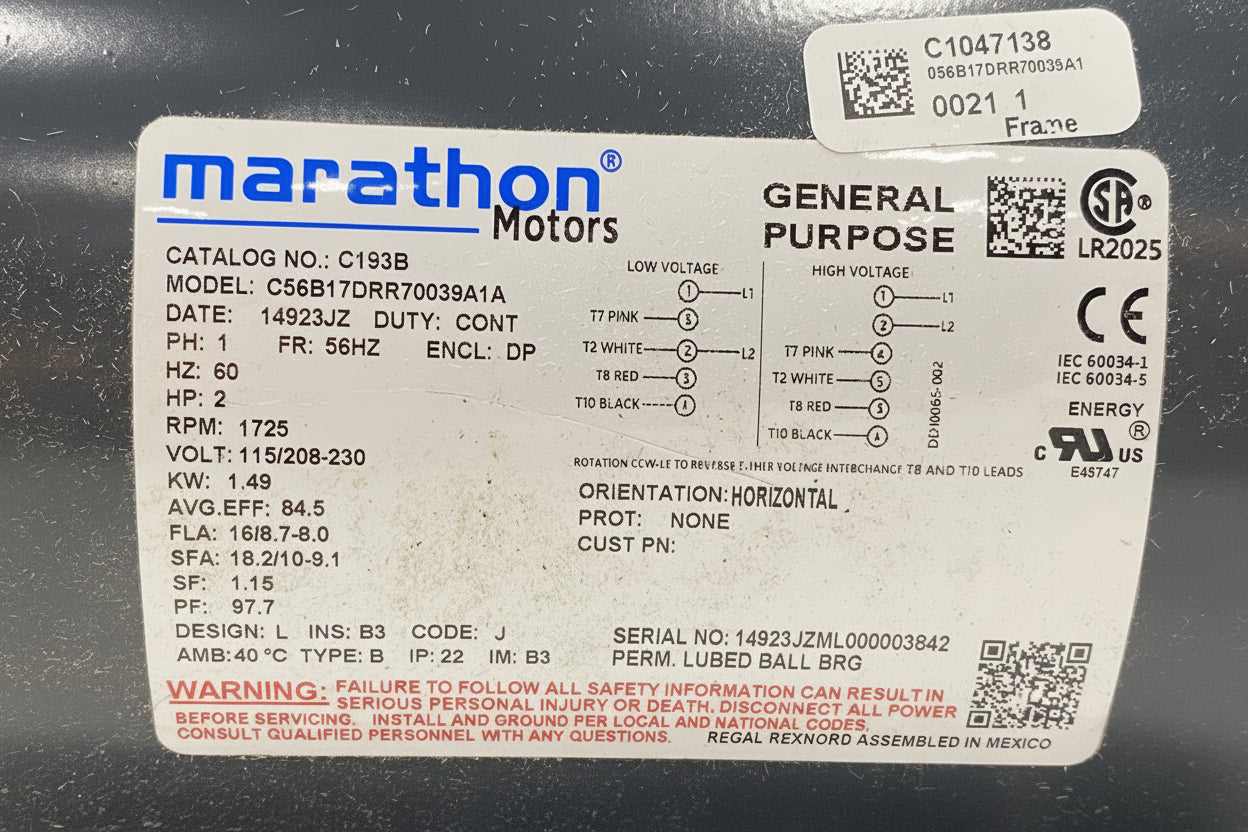 C1047138
056B17DRR70039A1
0021 1
Frame
marathon®
Motors
GENERAL
PURPOSE
LR2025
CATALOG NO.: C193B
MODEL: C56B17DRR70039A1A
DATE: 14923JZ DUTY: CONT
PH: 1 FR: 56HZ ENCL: DP
HZ: 60
HP: 2
RPM: 1725
VOLT: 115/208-230
KW: 1.49
AVG.EFF: 84.5
FLA: 16/8.7-8.0
SFA: 18.2/10-9.1
SF: 1.15
PF: 97.7
DESIGN: L INS: B3 CODE: J
AMB: 40 °C TYPE: B IP: 22 IM: B3
LOW VOLTAGE
1 L1
T7 PINK
T2 WHITE 2 L2
T8 RED
T10 BLACK
HIGH VOLTAGE
1 L1
2 L2
T7 PINK
T2 WHITE 5
T8 RED
T10 BLACK
CE
IEC 60034-1
IEC 60034-5
ENERGY
C US ®
E45747
ROTATION INTERCHANGE T8 AND T10 LEADS
ORIENTATION: HORIZONTAL
PROT: NONE
CUST PN:
SERIAL NO: 14923JZML000003842
PERM. LUBED BALL BRG
WARNING: FAILURE TO FOLLOW ALL SAFETY INFORMATION CAN RESULT IN
SERIOUS PERSONAL INJURY OR DEATH. DISCONNECT ALL POWER
BEFORE SERVICING. INSTALL AND GROUND PER LOCAL AND NATIONAL CODES,
CONSULT QUALIFIED PERSONNEL WITH ANY QUESTIONS.
REGAL REXNORD ASSEMBLED IN MEXICO